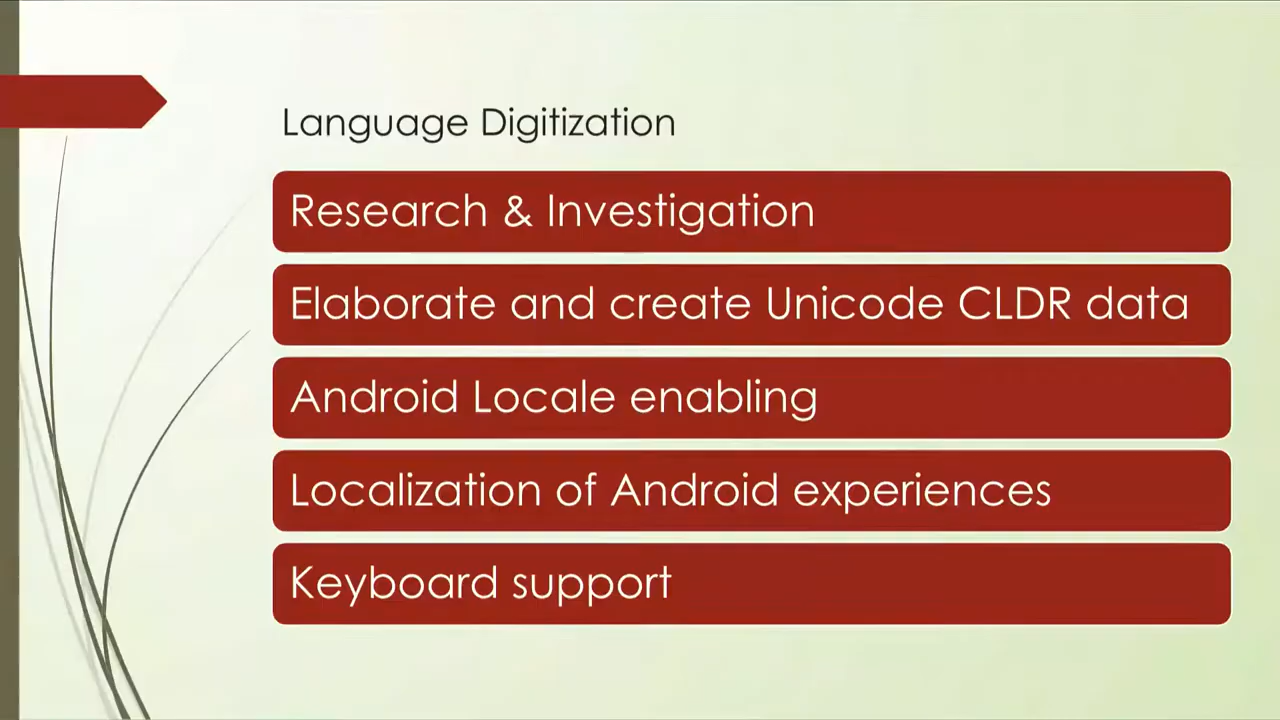 Language Digitization
Research & Investigation
Elaborate and create Unicode CLDR data
Android Locale enabling
Localization of Android experiences
Keyboard support